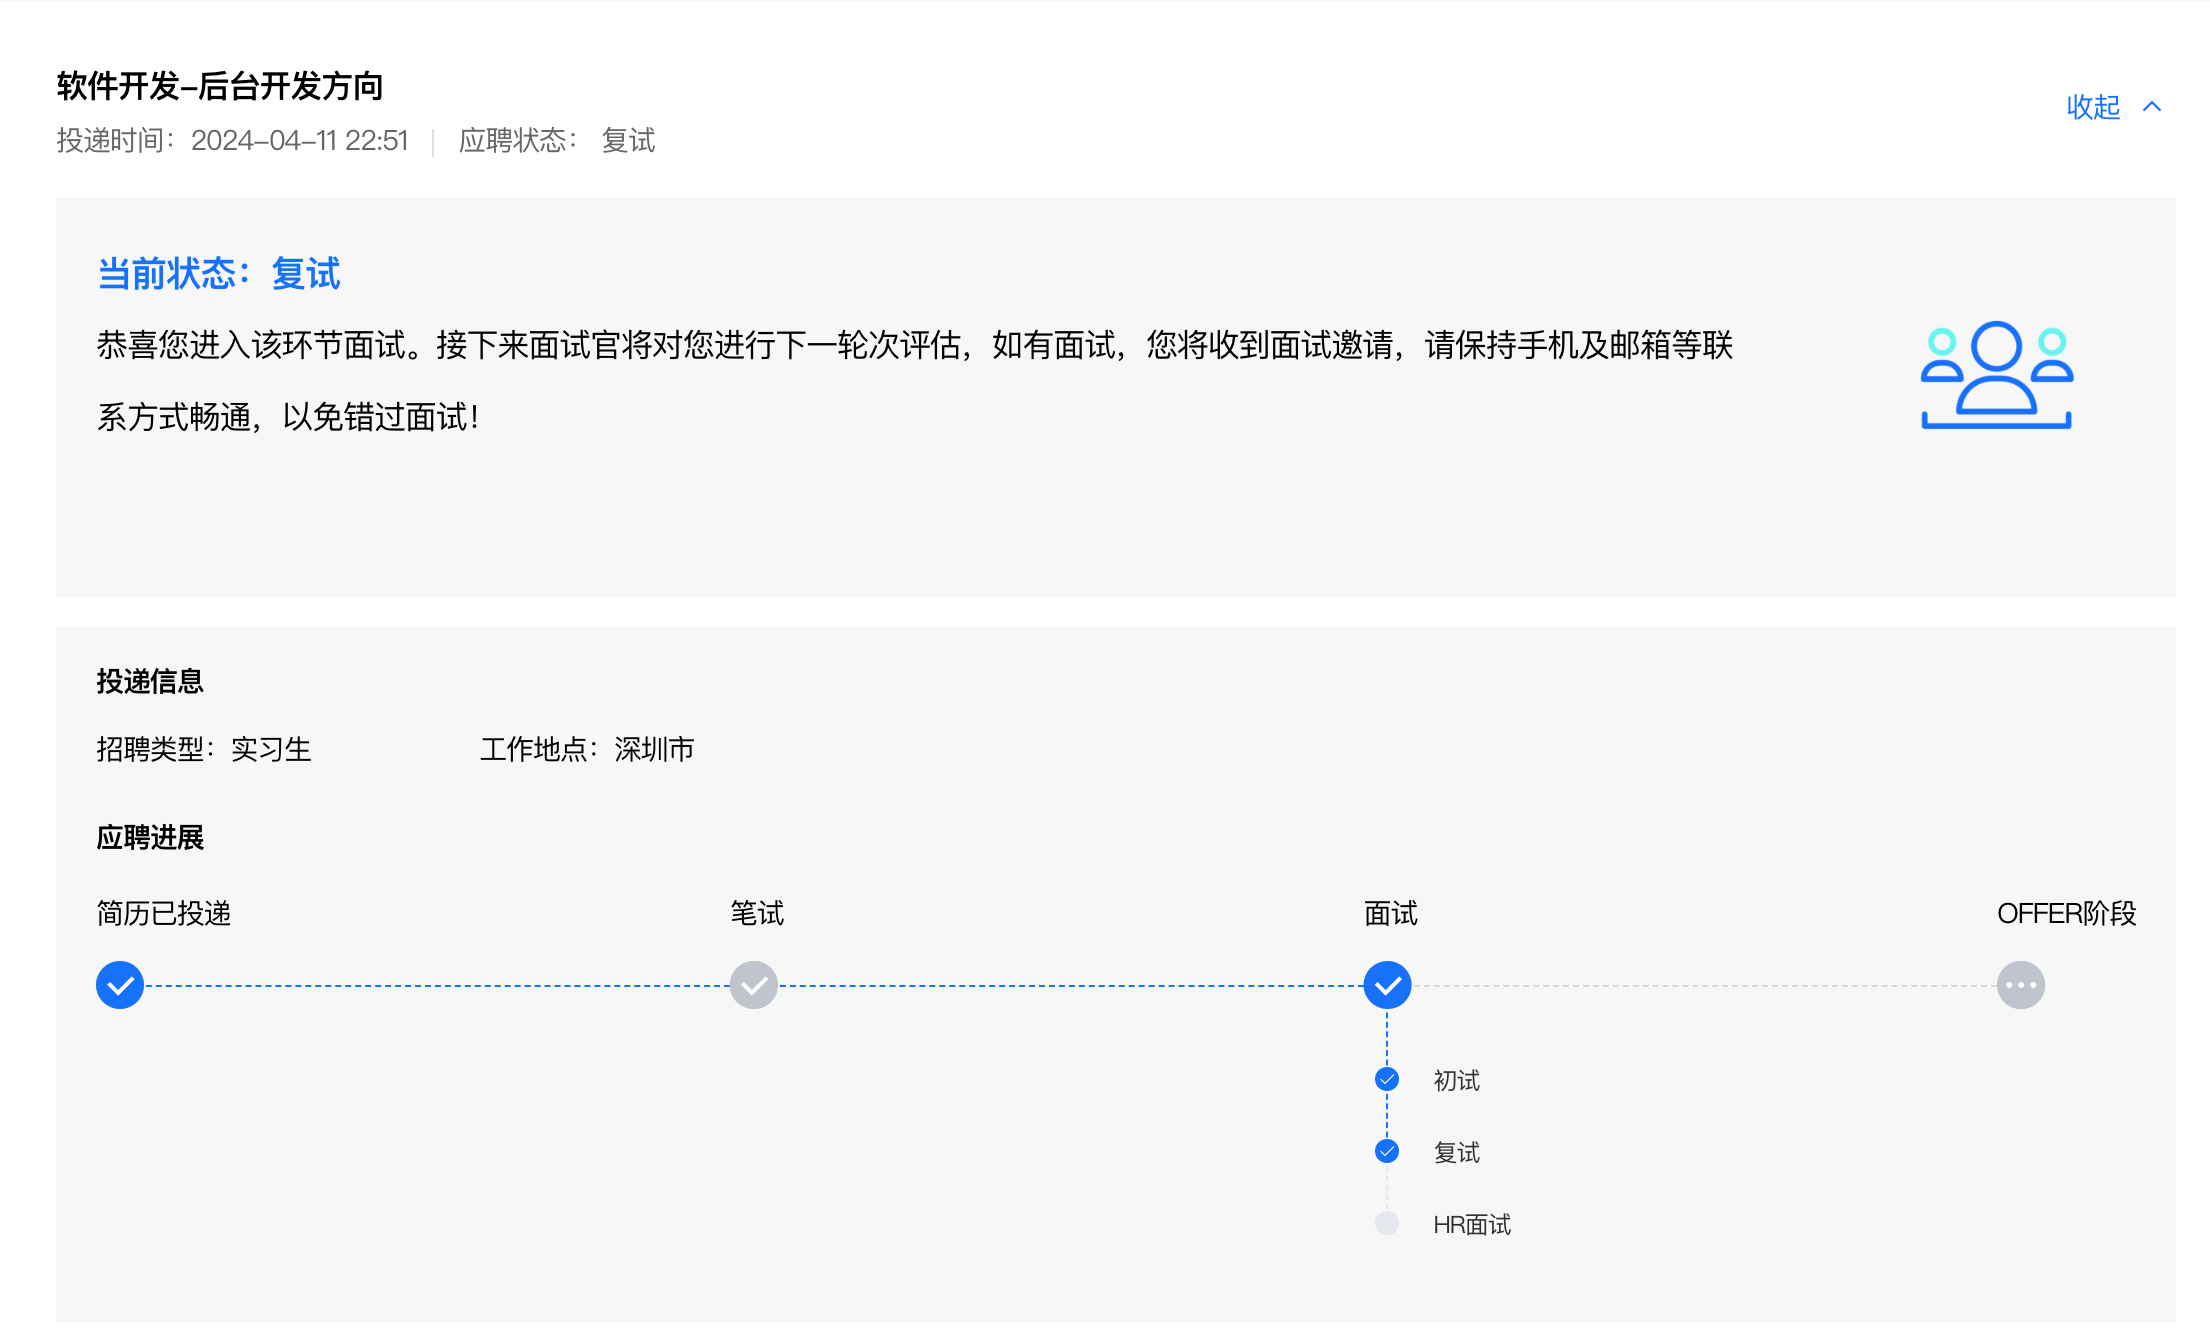 软件开发-后台开发方向
收起
投递时间：2024-04-11 22:51 | 应聘状态： 复试
当前状态：复试
恭喜您进入该环节面试。接下来面试官将对您进行下一轮次评估，如有面试，您将收到面试邀请，请保持手机及邮箱等联
系方式畅通，以免错过面试！
投递信息
招聘类型：实习生 工作地点：深圳市
应聘进展
简历已投递 笔试 面试 OFFER阶段
初试
复试
HR面试